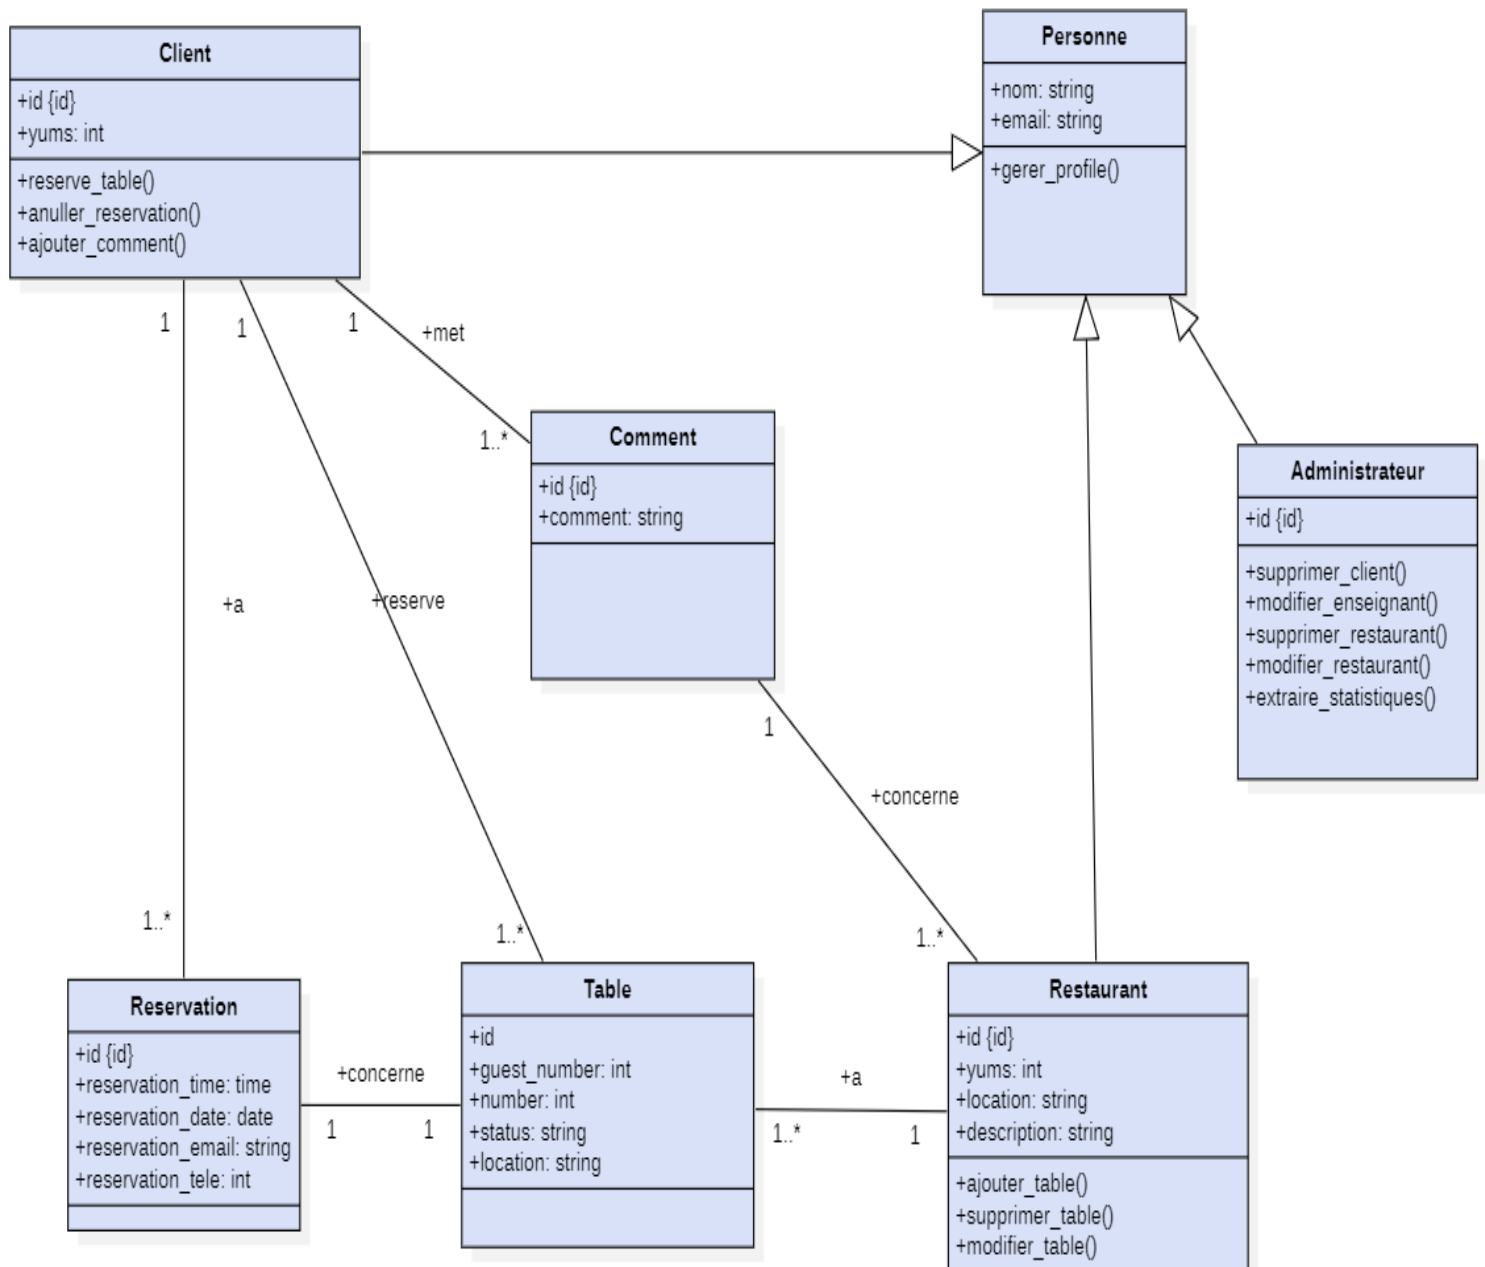 Client
+id {id}
+yums: int
+reserve_table()
+anuller_reservation()
+ajouter_comment()
Personne
+nom: string
+email: string
+gerer_profile()
1
1
1
+met
1..*
Comment
+id {id}
+comment: string
Administrateur
+id {id}
+supprimer_client()
+modifier_enseignant()
+supprimer_restaurant()
+modifier_restaurant()
+extraire_statistiques()
+a
+reserve
1
+concerne
1..*
1..*
1..*
Reservation
+id {id}
+reservation_time: time
+reservation_date: date
+reservation_email: string
+reservation_tele: int
+concerne
1
1
Table
+id
+guest_number: int
+number: int
+status: string
+location: string
+a
1..*
1
Restaurant
+id {id}
+yums: int
+location: string
+description: string
+ajouter_table()
+supprimer_table()
+modifier_table()